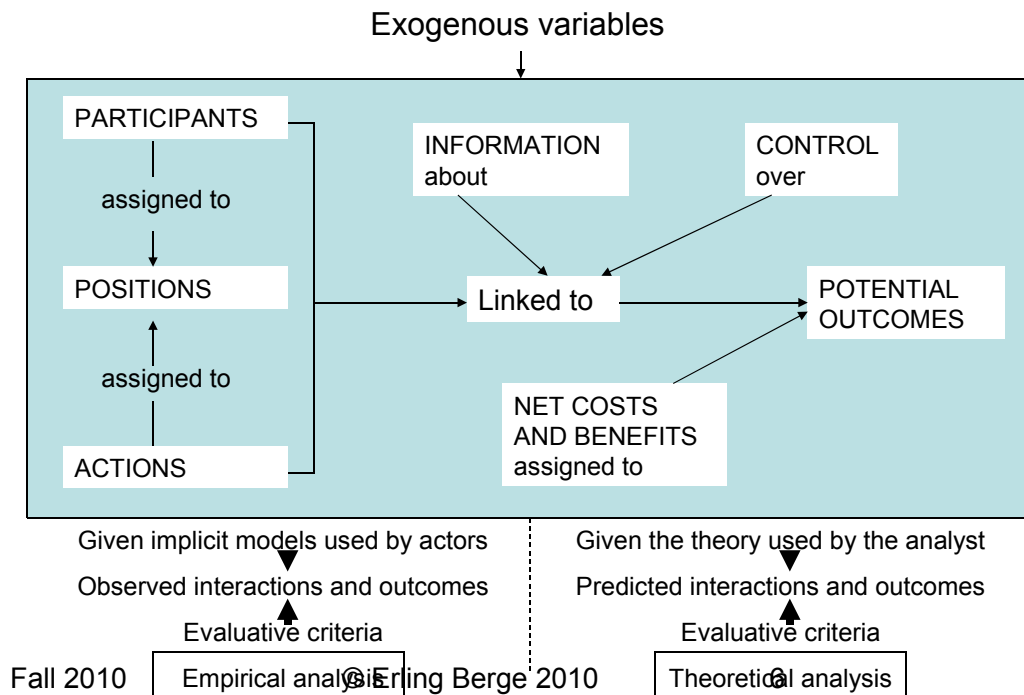 Exogenous variables
PARTICIPANTS
assigned to
POSITIONS
assigned to
ACTIONS
INFORMATION
about
CONTROL
over
Linked to
POTENTIAL
OUTCOMES
NET COSTS
AND BENEFITS
assigned to
Given implicit models used by actors
Observed interactions and outcomes
Evaluative criteria
Empirical analysis
Given the theory used by the analyst
Predicted interactions and outcomes
Evaluative criteria
Theoretical analysis
Fall 2010
© Erling Berge 2010
6